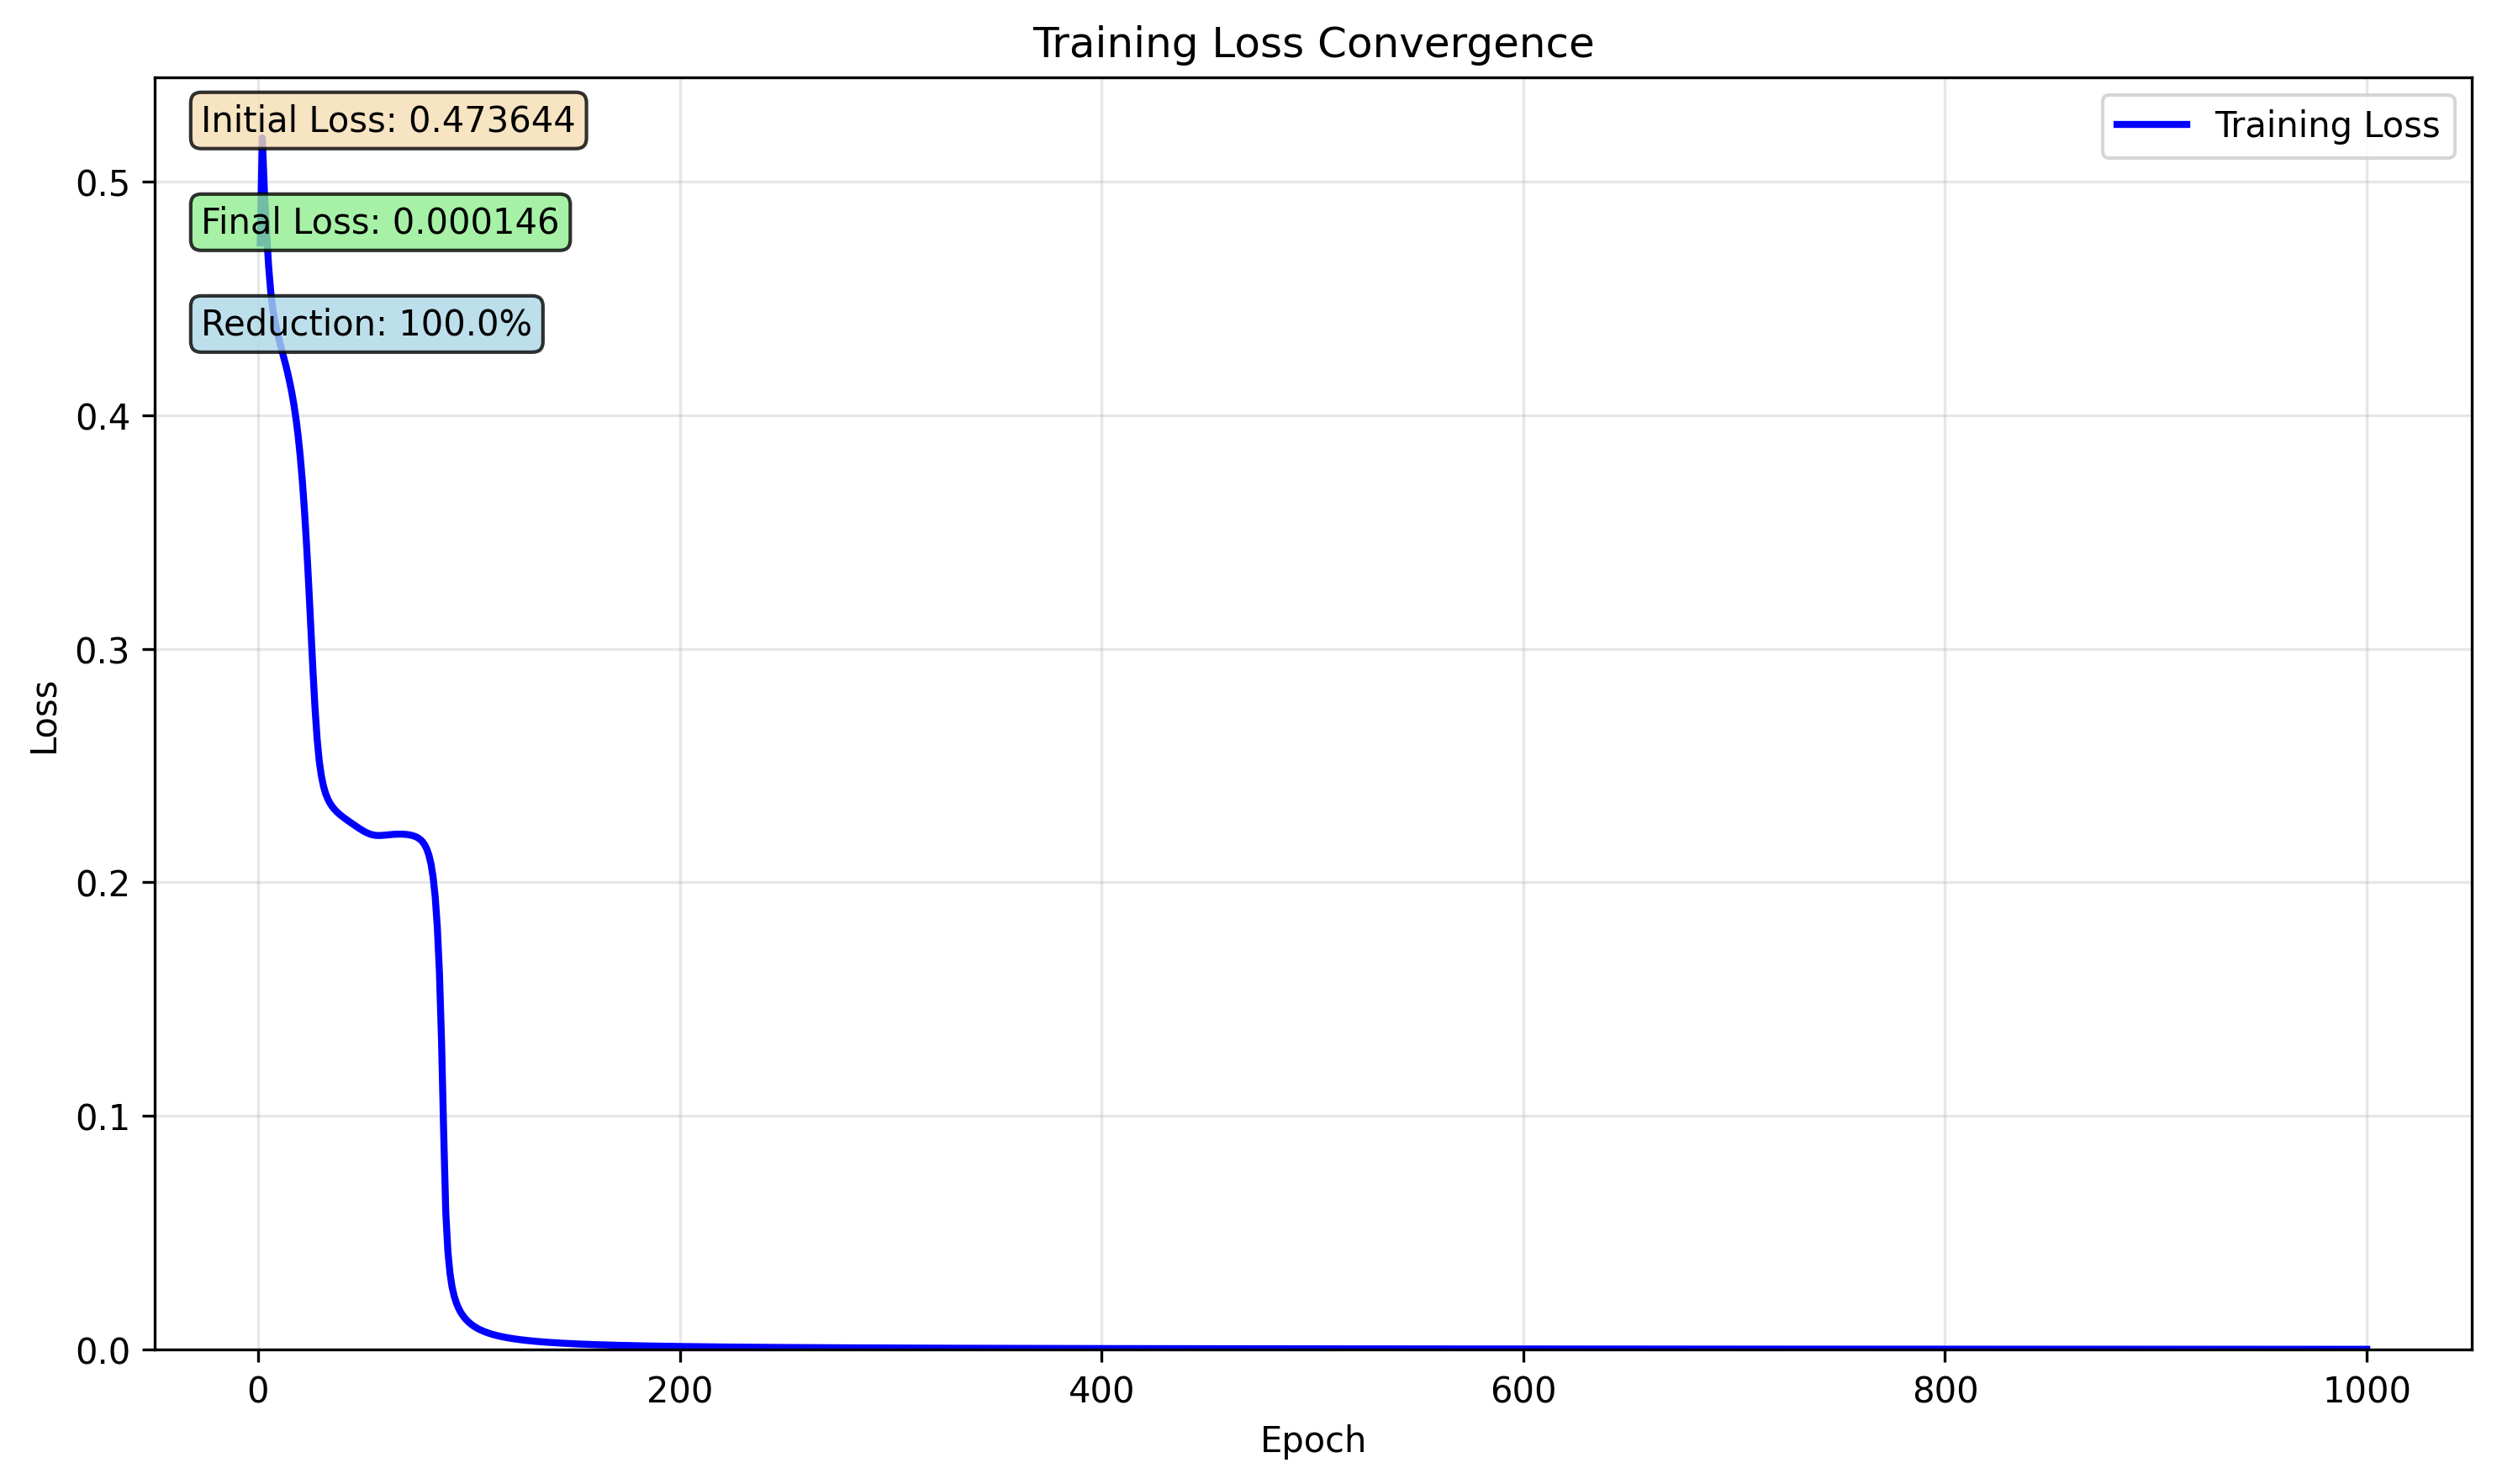 Training Loss Convergence
Initial Loss: 0.473644
Final Loss: 0.000146
Reduction: 100.0%
Training Loss
0.5
0.4
0.3
0.2
0.1
0.0
Loss
0
200
400
600
800
1000
Epoch